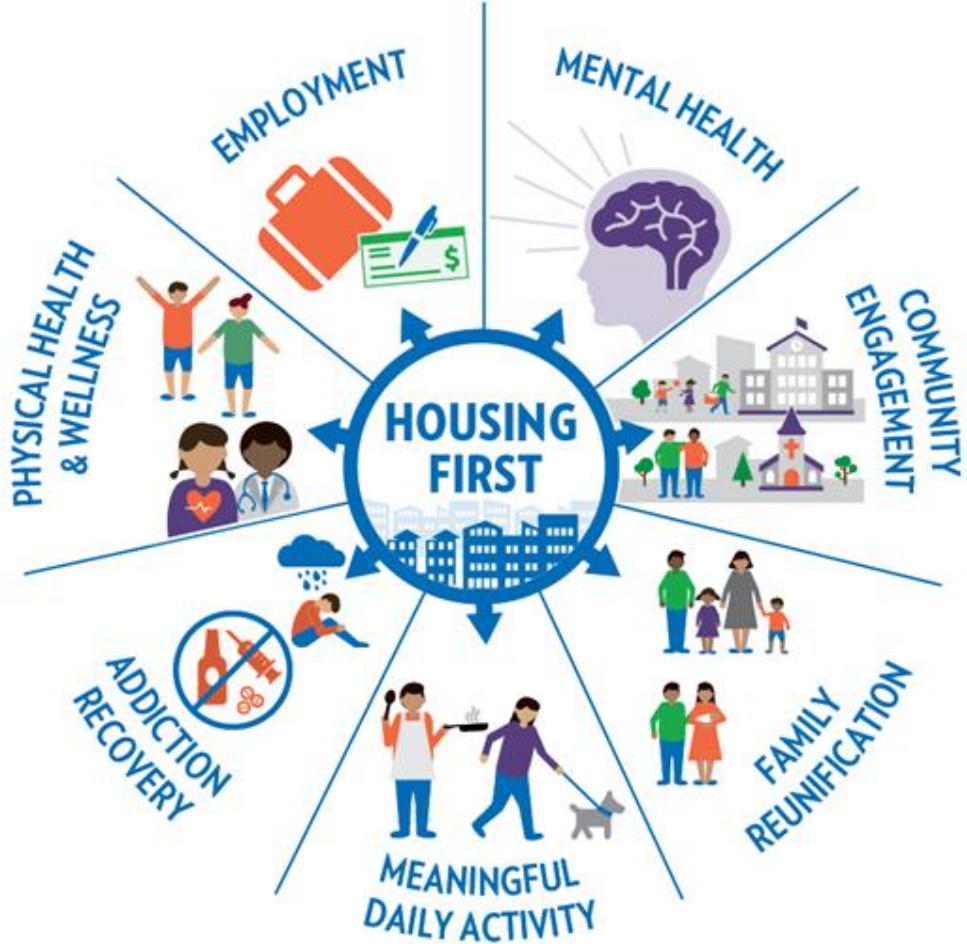 HOUSING
FIRST
EMPLOYMENT
$
MENTAL HEALTH
COMMUNITY
ENGAGEMENT
FAMILY
REUNIFICATION
MEANINGFUL
DAILY ACTIVITY
ADDICTION
RECOVERY
PHYSICAL HEALTH
& WELLNESS